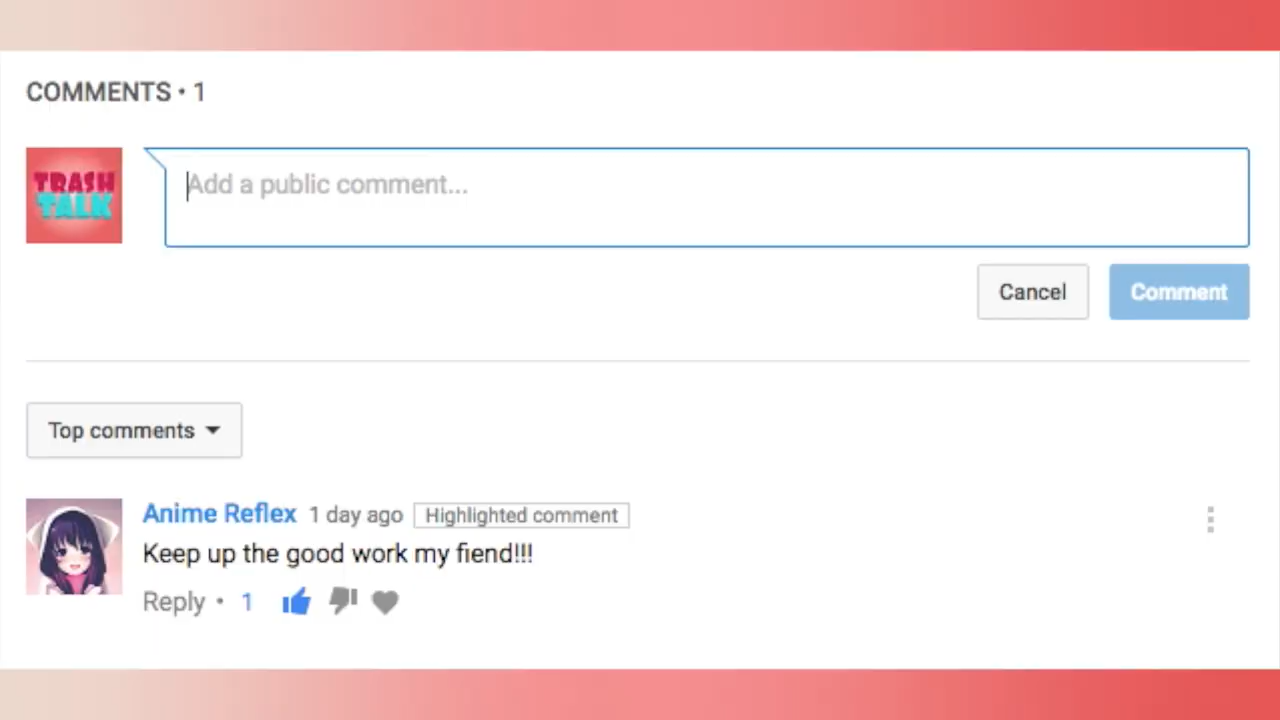 COMMENTS • 1
TRASH
TALK
Add a public comment...
Cancel
Comment
Top comments
Anime Reflex 1 day ago Highlighted comment
Keep up the good work my fiend!!!
Reply • 1